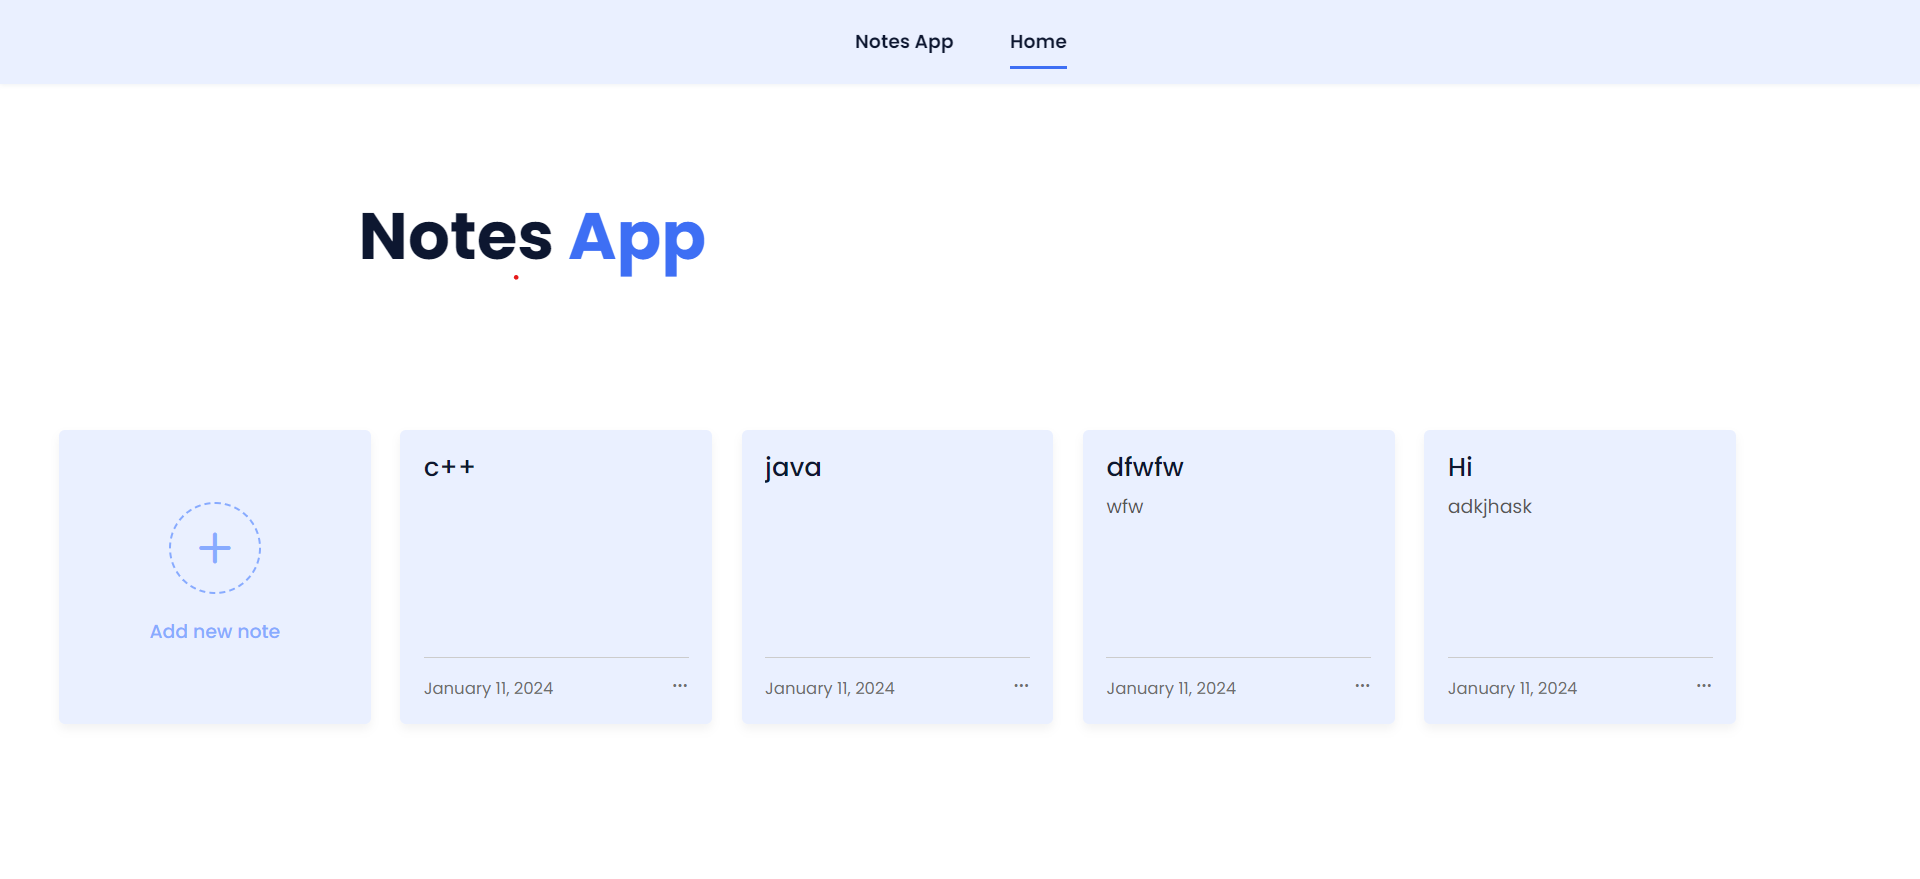 Notes App
Home
Notes App
Add new note
c++
January 11, 2024
java
January 11, 2024
dfwfw
wfw
January 11, 2024
Hi
adkjhask
January 11, 2024